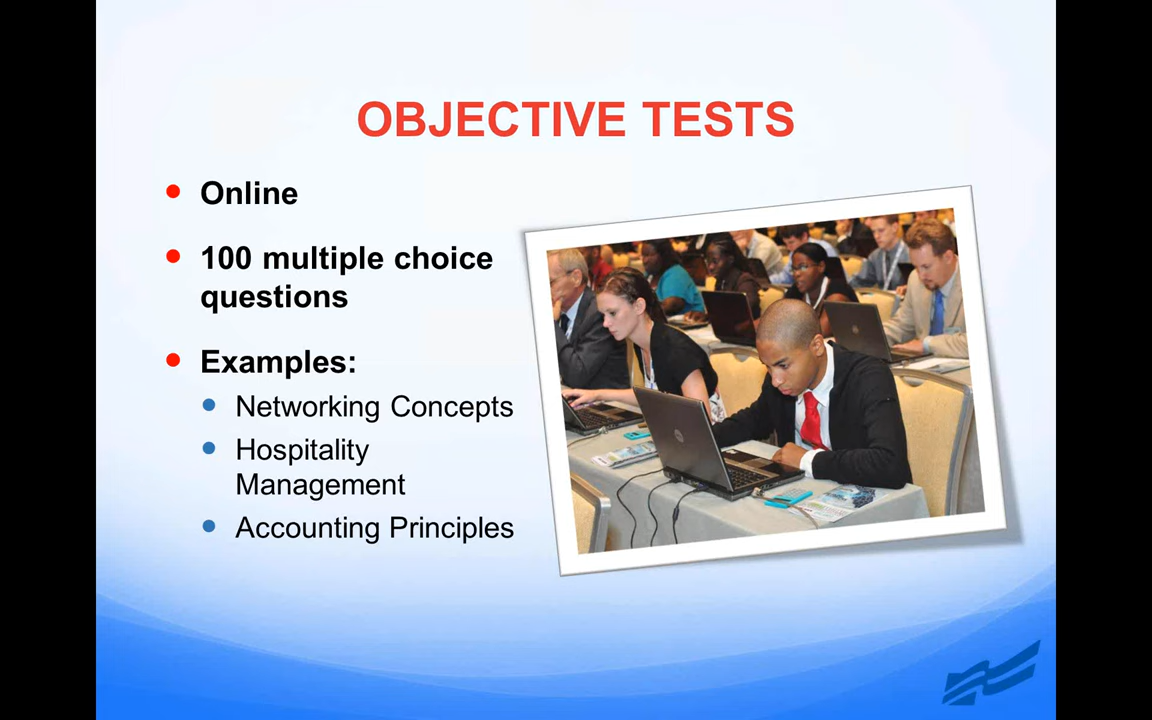 OBJECTIVE TESTS
Online
100 multiple choice
questions
Examples:
Networking Concepts
Hospitality
Management
Accounting Principles